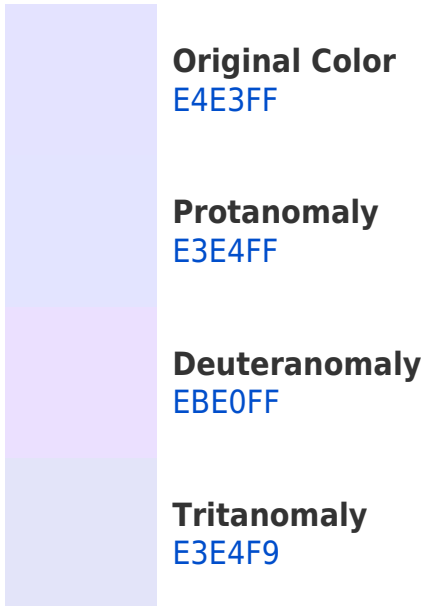 Original Color
E4E3FF
Protanomaly
E3E4FF
Deuteranomaly
EBE0FF
Tritanomaly
E3E4F9